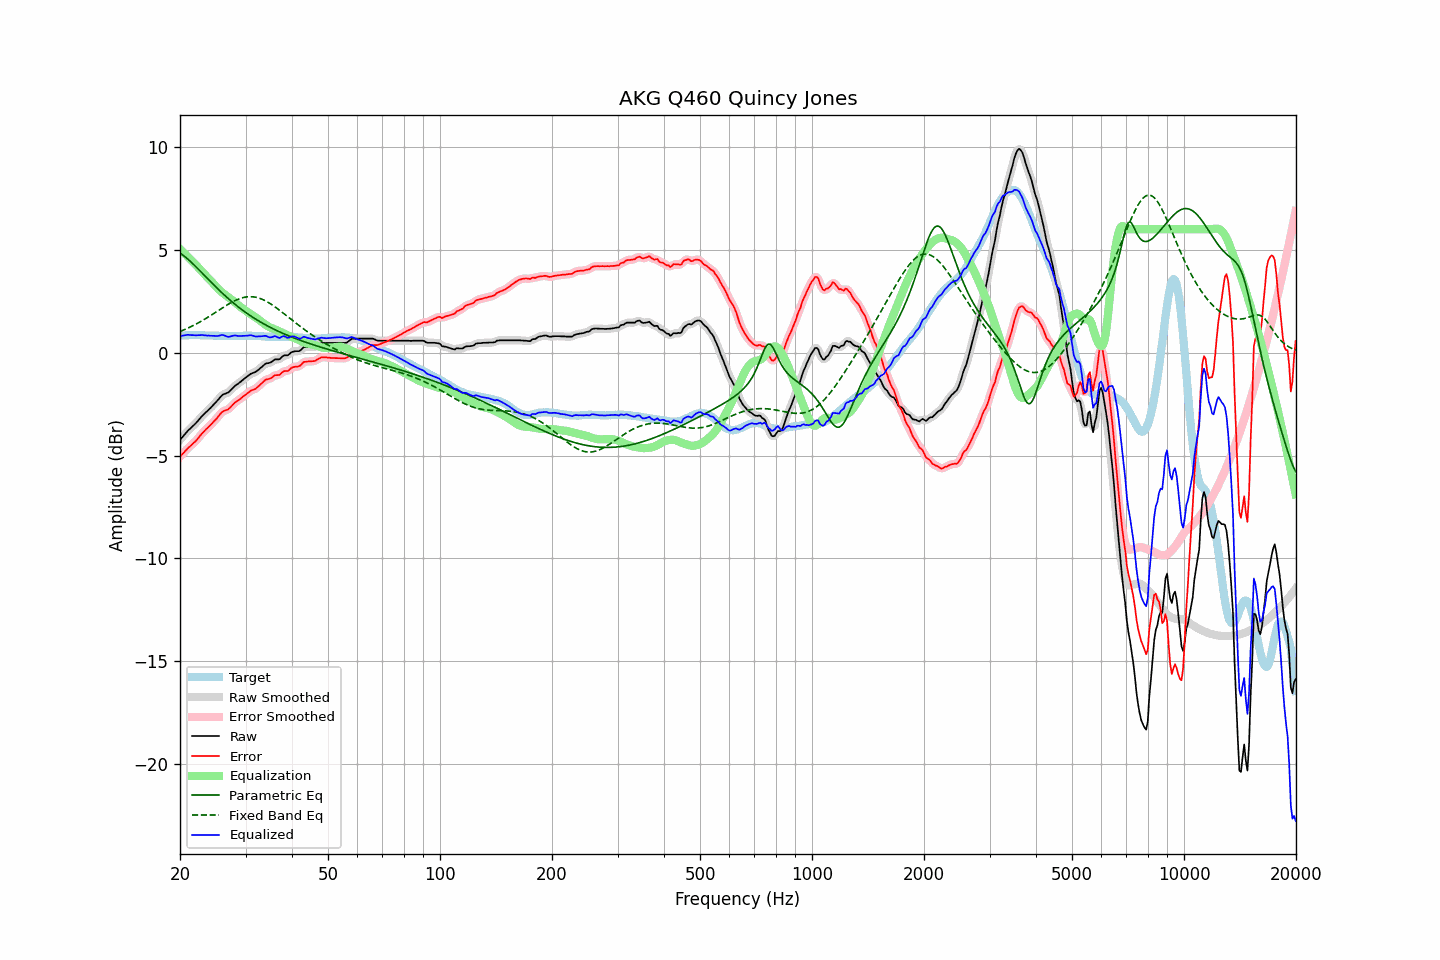 AKG Q460 Quincy Jones
Amplitude (dBr)
10
5
0
−5
−10
−15
−20
Target
Raw Smoothed
Error Smoothed
Raw
Error
Equalization
Parametric Eq
Fixed Band Eq
Equalized
20 50 100 200 500 1000 2000 5000 10000 20000
Frequency (Hz)